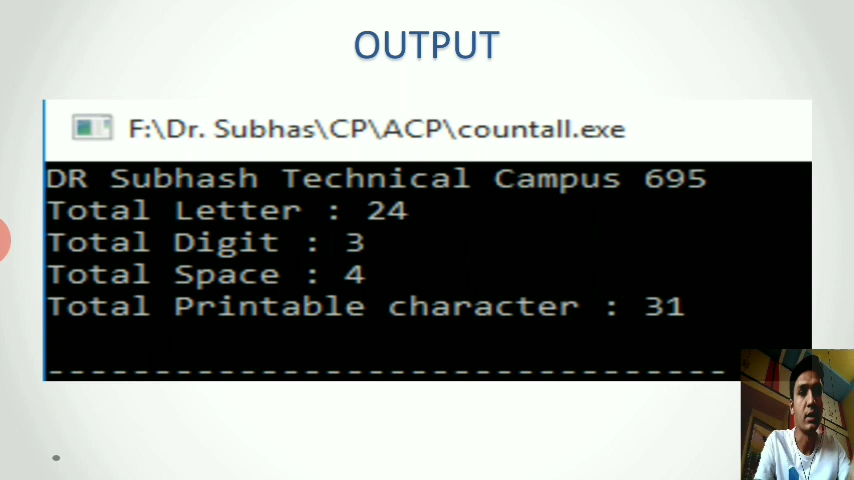 OUTPUT
F:\Dr. Subhas\CP\ACP\countall.exe
DR Subhash Technical Campus 695
Total Letter : 24
Total Digit : 3
Total Space : 4
Total Printable character : 31
--------------------------------